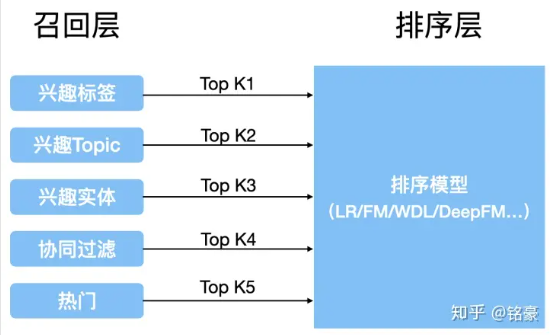 召回层
排序层
兴趣标签
Top K1
兴趣Topic
Top K2
兴趣实体
Top K3
协同过滤
Top K4
热门
Top K5
排序模型
（LR/FM/WDL/DeepFM...）
知乎 @铭豪